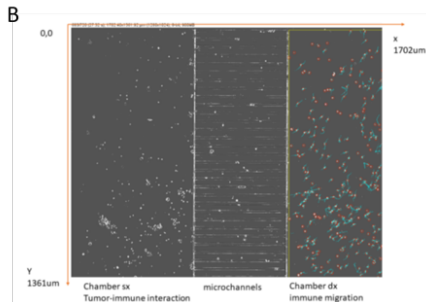 B
0,0
x
1702um
Y
1361um
Chamber sx
Tumor-immune interaction
microchannels
Chamber dx
immune migration